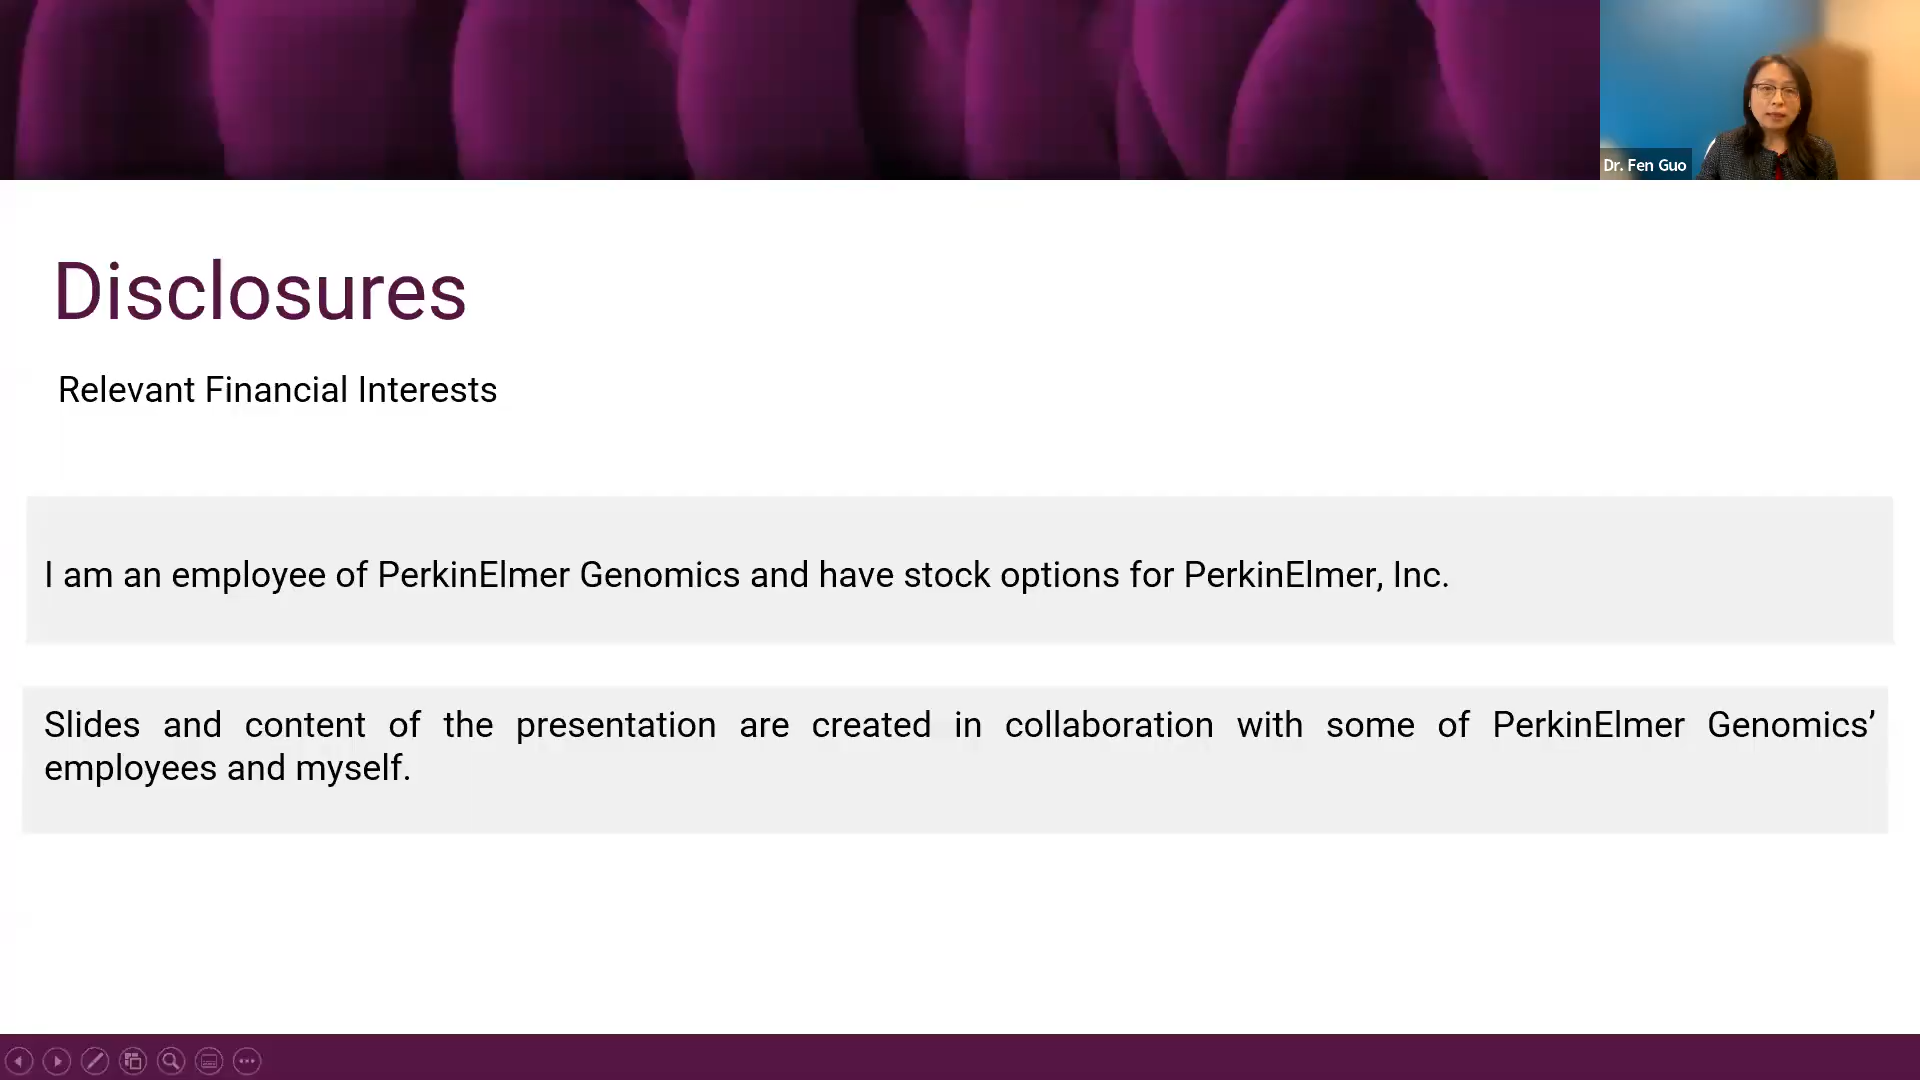 Dr. Fen Guo
Disclosures
Relevant Financial Interests
I am an employee of PerkinElmer Genomics and have stock options for PerkinElmer, Inc.
Slides and content of the presentation are created in collaboration with some of PerkinElmer Genomics’
employees and myself.